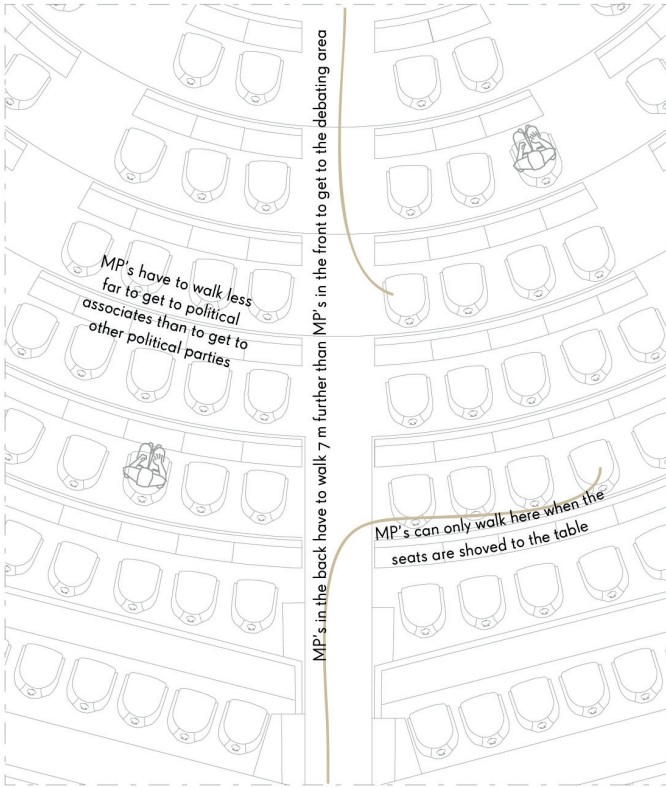 MP's in the back have to walk 7 m further than MP's in the front to get to the debating area
MP's have to walk less
far to get to political
associates than to get to
other political parties
MP's can only walk here when the
seats are shoved to the table